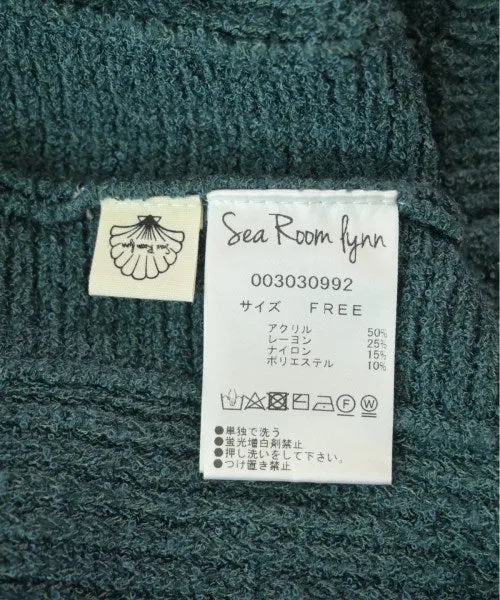 Sea Room lynn
Sea Room lynn
003030992
サイズ FREE
アクリル 50%
レーヨン 25%
ナイロン 15%
ポリエステル 10%
F W
●単独で洗う
●蛍光増白剤禁止
●押し洗いをして下さい。
●つけ置き禁止